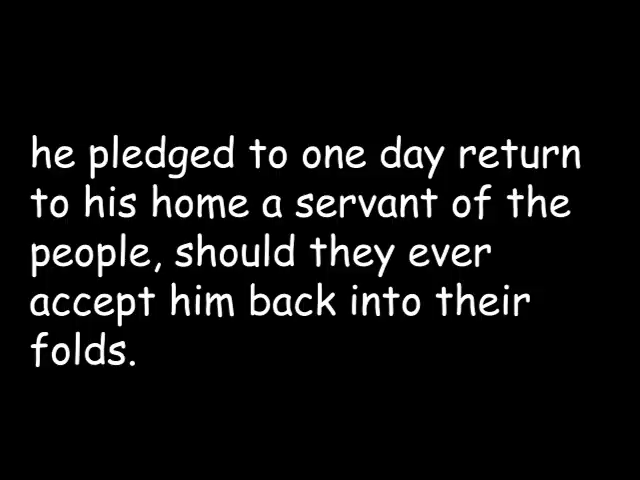 he pledged to one day return
to his home a servant of the
people, should they ever
accept him back into their
folds.